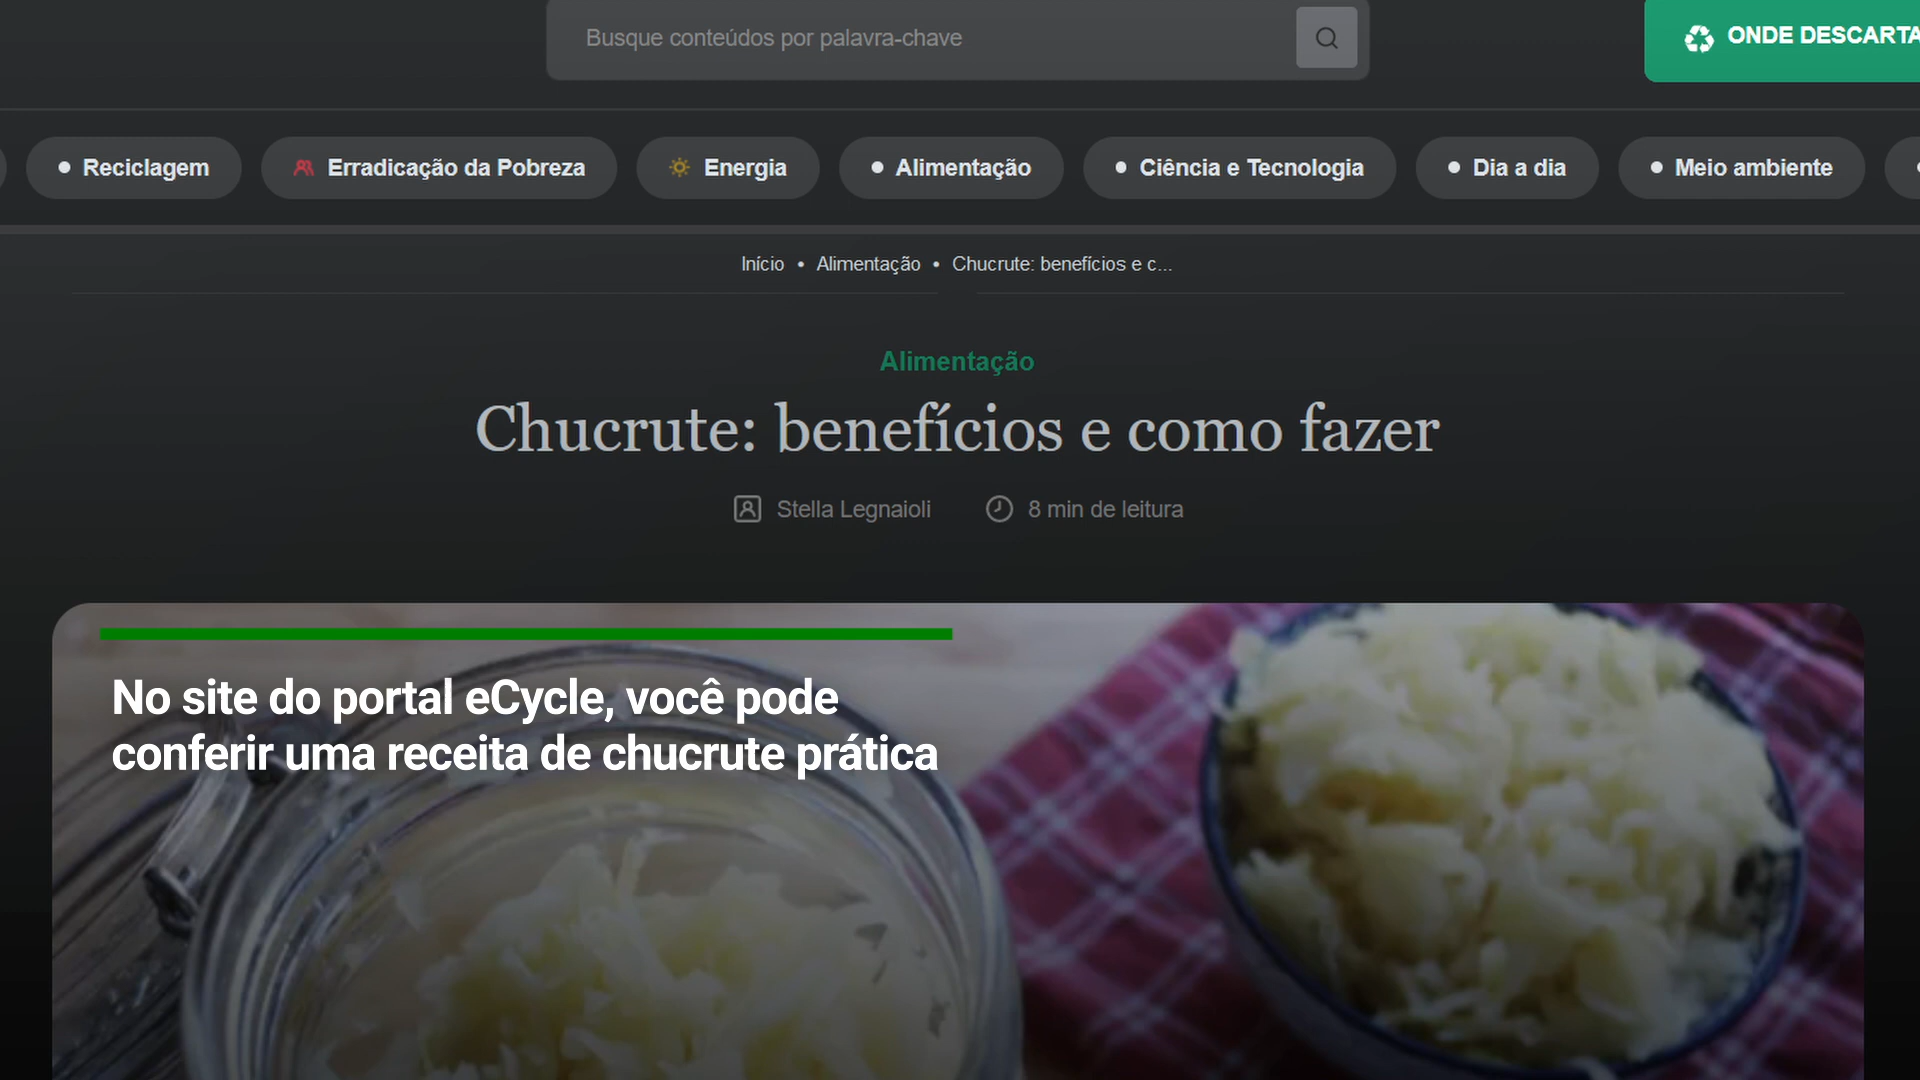 Busque conteúdos por palavra-chave
ONDE DESCARTA
Reciclagem
Erradicação da Pobreza
Energia
Alimentação
Ciência e Tecnologia
Dia a dia
Meio ambiente
Início • Alimentação • Chucrute: benefícios e c...
Alimentação
Chucrute: benefícios e como fazer
Stella Legnaioli
8 min de leitura
No site do portal eCycle, você pode
conferir uma receita de chucrute prática